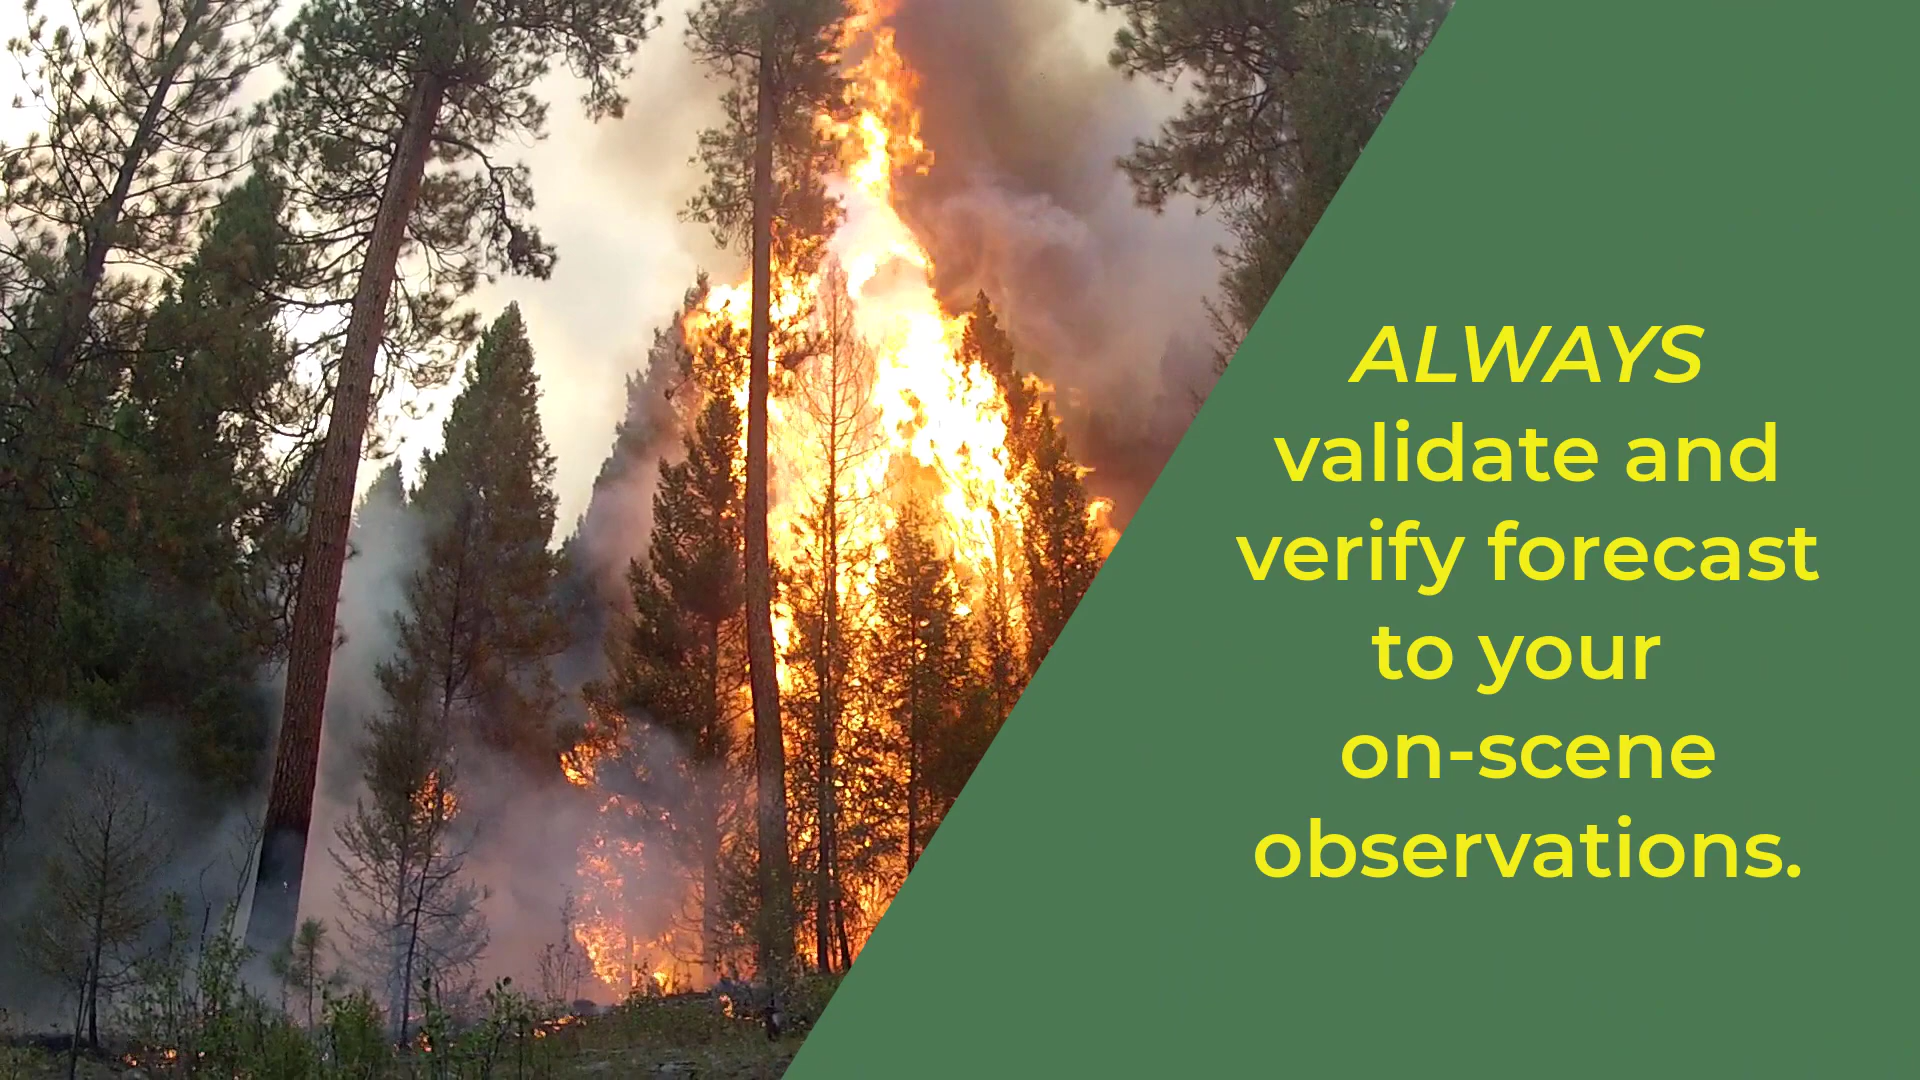 ALWAYS
validate and
verify forecast
to your
on-scene
observations.